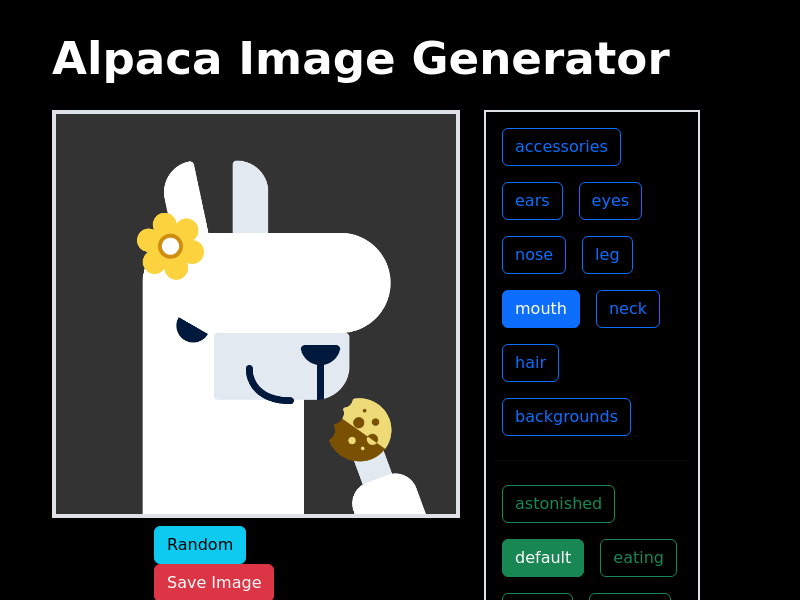 Alpaca Image Generator
accessories
ears eyes
nose leg
mouth neck
hair
backgrounds
astonished
default eating
Random
Save Image